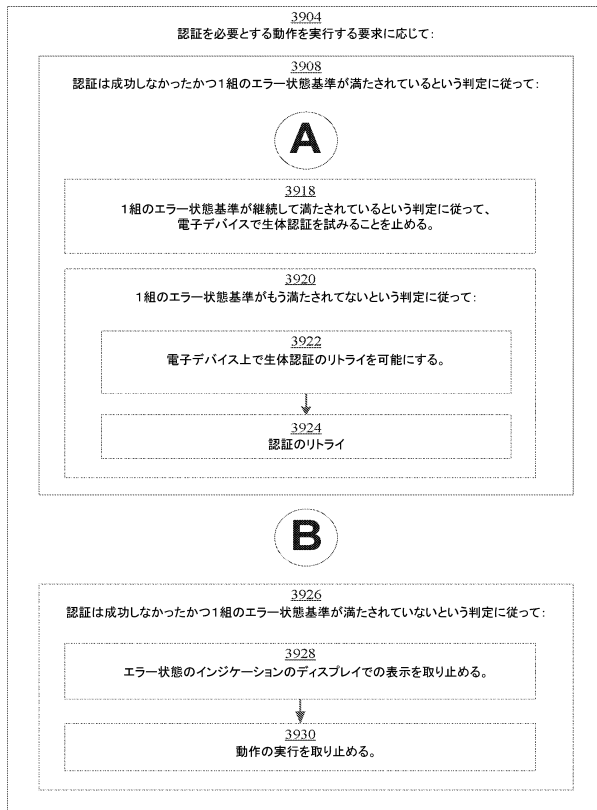 3904
認証を必要とする動作を実行する要求に応じて：
3908
認証は成功しなかったかつ１組のエラー状態基準が満たされているという判定に従って：
A
3918
１組のエラー状態基準が継続して満たされているという判定に従って、
電子デバイスで生体認証を試みることを止める。
3920
１組のエラー状態基準がもう満たされてないという判定に従って：
3922
電子デバイス上で生体認証のリトライを可能にする。
3924
認証のリトライ
B
3926
認証は成功しなかったかつ１組のエラー状態基準が満たされていないという判定に従って：
3928
エラー状態のインジケーションのディスプレイでの表示を取り止める。
3930
動作の実行を取り止める。